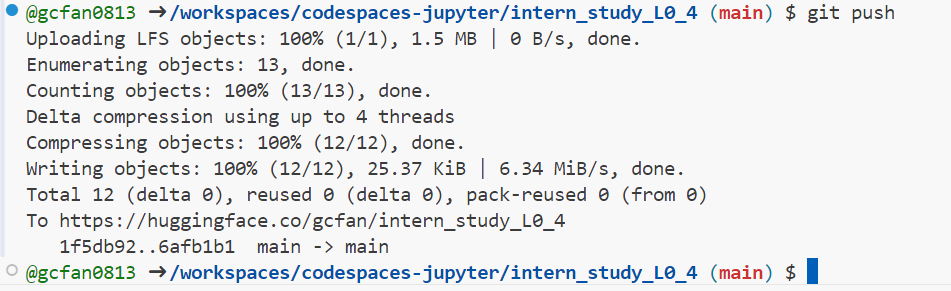 @gcfan0813 ➜/workspaces/codespaces-jupyter/intern_study_L0_4 (main) $ git push
Uploading LFS objects: 100% (1/1), 1.5 MB | 0 B/s, done.
Enumerating objects: 13, done.
Counting objects: 100% (13/13), done.
Delta compression using up to 4 threads
Compressing objects: 100% (12/12), done.
Writing objects: 100% (12/12), 25.37 KiB | 6.34 MiB/s, done.
Total 12 (delta 0), reused 0 (delta 0), pack-reused 0 (from 0)
To https://huggingface.co/gcfan/intern_study_L0_4
   1f5db92..6afb1b1  main -> main
@gcfan0813 ➜/workspaces/codespaces-jupyter/intern_study_L0_4 (main) $